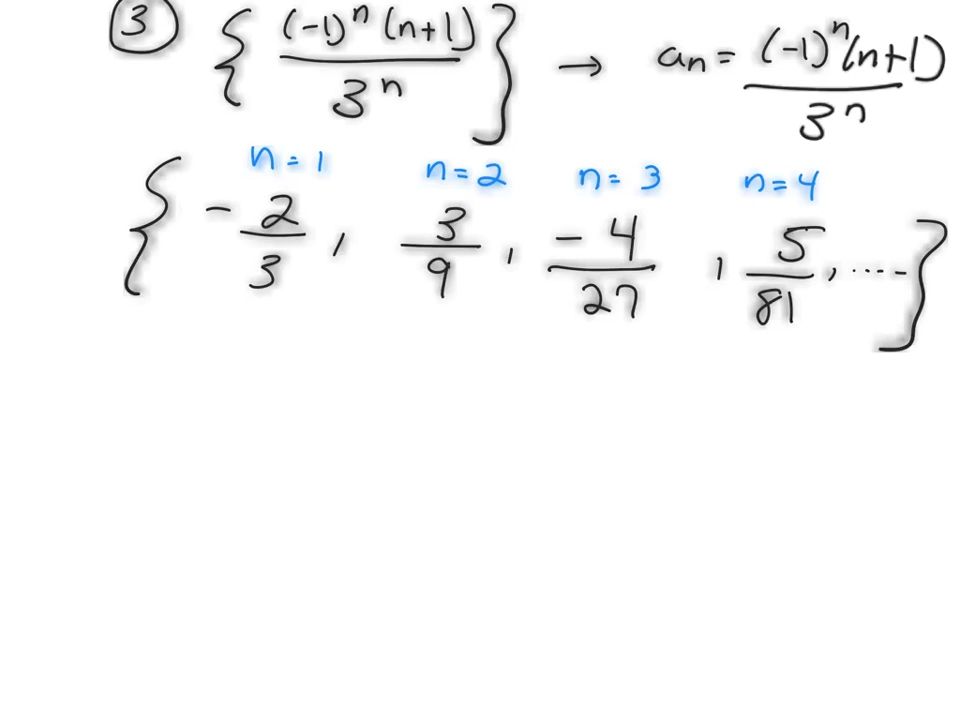 ③ { (-1)^n (n+1) / 3^n } → an = (-1)^n (n+1) / 3^n
n = 1 n = 2 n = 3 n = 4
{ - 2/3 , 3/9 , -4/27 , 5/81 , ..... }